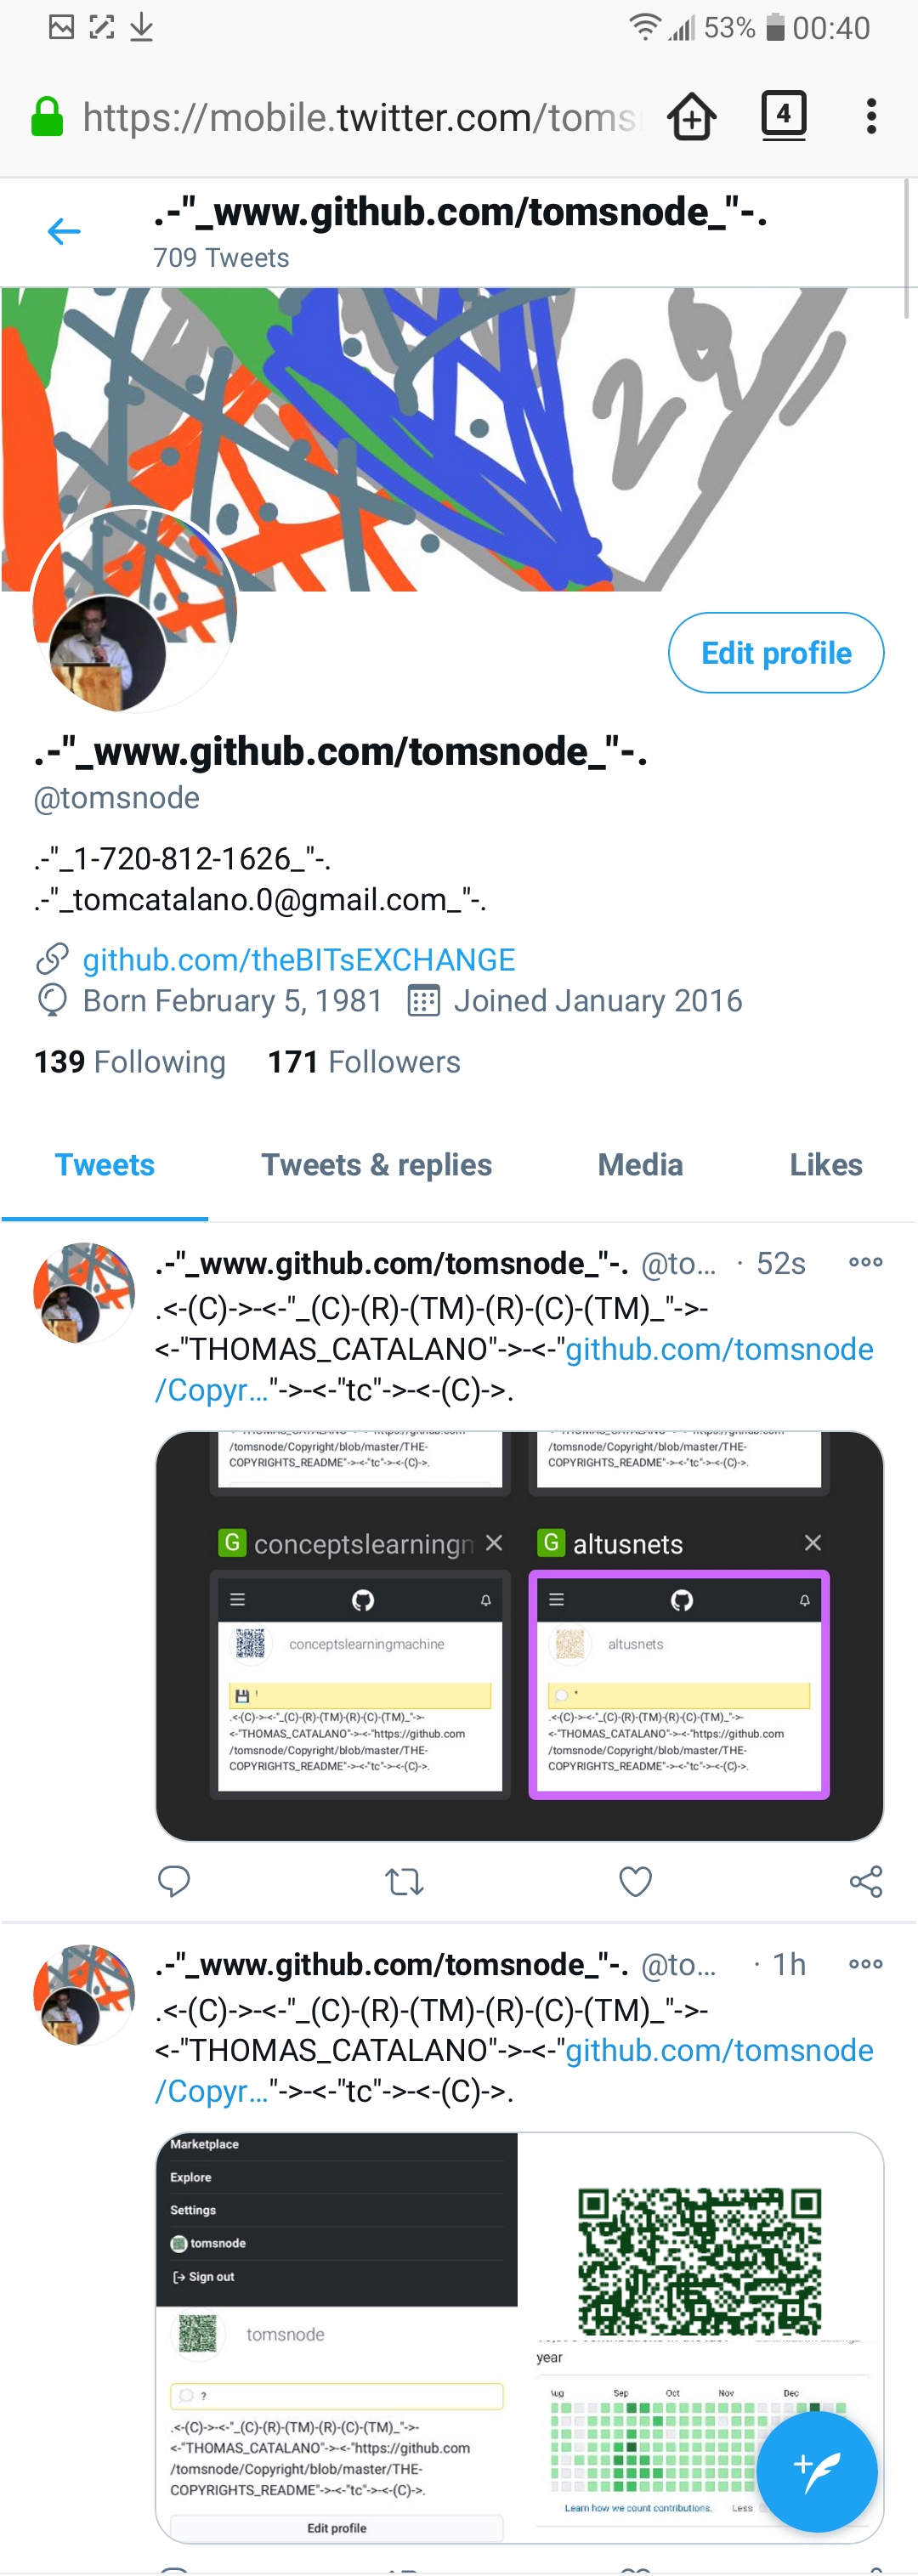 53% 00:40
https://mobile.twitter.com/toms
4
.-"_www.github.com/tomsnode_"-.
709 Tweets
29
Edit profile
.-"_www.github.com/tomsnode_"-.
@tomsnode
.-"_1-720-812-1626_"-.
.-"_tomcatalano.0@gmail.com_"-.
github.com/theBITsEXCHANGE
Born February 5, 1981 Joined January 2016
139 Following 171 Followers
Tweets Tweets & replies Media Likes
.-"_www.github.com/tomsnode_"-. @to... · 52s
.<-(C)->-<-"_(C)-(R)-(TM)-(R)-(C)-(TM)_"->-
<-"THOMAS_CATALANO"->-<-"github.com/tomsnode
/Copyr..."->-<-"tc"->-<-(C)->.
/tomsnode/Copyright/blob/master/THE-
COPYRIGHTS_README"->-<-"tc"->-<-(C)->.
/tomsnode/Copyright/blob/master/THE-
COPYRIGHTS_README"->-<-"tc"->-<-(C)->.
G conceptslearningm
G altusnets
conceptslearningmachine
!
.<-(C)->-<-"_(C)-(R)-(TM)-(R)-(C)-(TM)_"->-
<-"THOMAS_CATALANO"->-<-"https://github.com
/tomsnode/Copyright/blob/master/THE-
COPYRIGHTS_README"->-<-"tc"->-<-(C)->.
altusnets
.<-(C)->-<-"_(C)-(R)-(TM)-(R)-(C)-(TM)_"->-
<-"THOMAS_CATALANO"->-<-"https://github.com
/tomsnode/Copyright/blob/master/THE-
COPYRIGHTS_README"->-<-"tc"->-<-(C)->.
.-"_www.github.com/tomsnode_"-. @to... · 1h
.<-(C)->-<-"_(C)-(R)-(TM)-(R)-(C)-(TM)_"->-
<-"THOMAS_CATALANO"->-<-"github.com/tomsnode
/Copyr..."->-<-"tc"->-<-(C)->.
Marketplace
Explore
Settings
tomsnode
Sign out
tomsnode
?
.<-(C)->-<-"_(C)-(R)-(TM)-(R)-(C)-(TM)_"->-
<-"THOMAS_CATALANO"->-<-"https://github.com
/tomsnode/Copyright/blob/master/THE-
COPYRIGHTS_README"->-<-"tc"->-<-(C)->.
Edit profile
year
Aug Sep Oct Nov Dec
Learn how we count contributions. Less